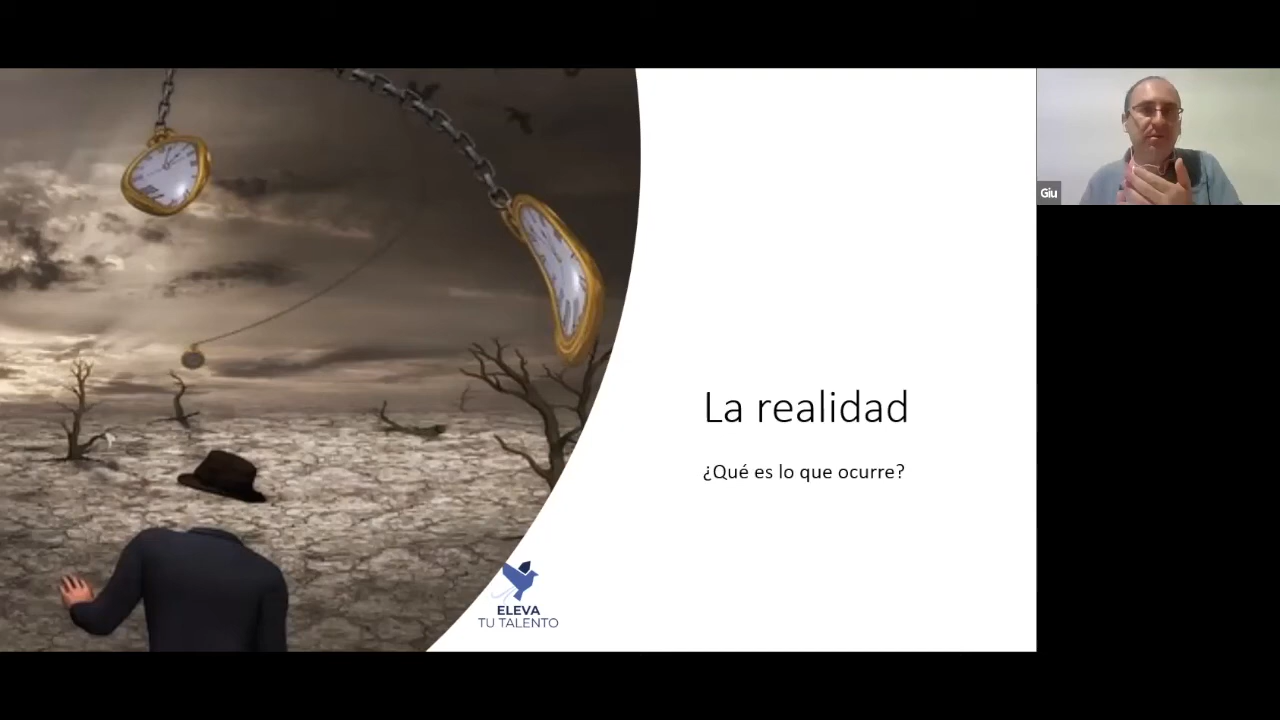 La realidad
¿Qué es lo que ocurre?
ELEVA
TU TALENTO
Giu